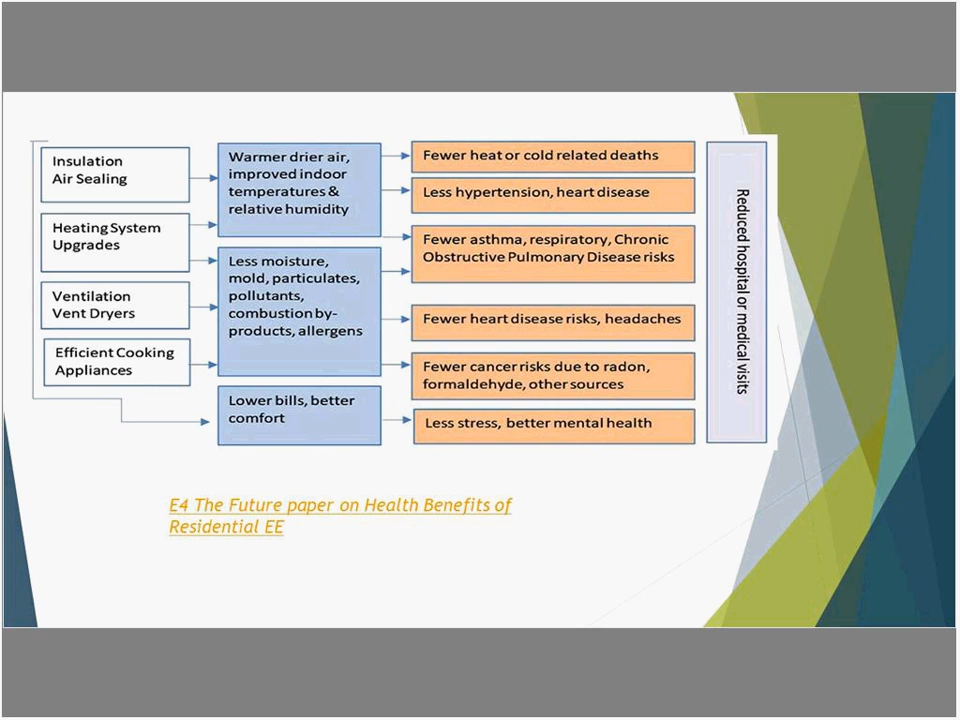 Insulation
Air Sealing
Heating System
Upgrades
Ventilation
Vent Dryers
Efficient Cooking
Appliances
Warmer drier air,
improved indoor
temperatures &
relative humidity
Less moisture,
mold, particulates,
pollutants,
combustion by-
products, allergens
Lower bills, better
comfort
Fewer heat or cold related deaths
Less hypertension, heart disease
Fewer asthma, respiratory, Chronic
Obstructive Pulmonary Disease risks
Fewer heart disease risks, headaches
Fewer cancer risks due to radon,
formaldehyde, other sources
Less stress, better mental health
Reduced hospital or medical visits
E4 The Future paper on Health Benefits of
Residential EE